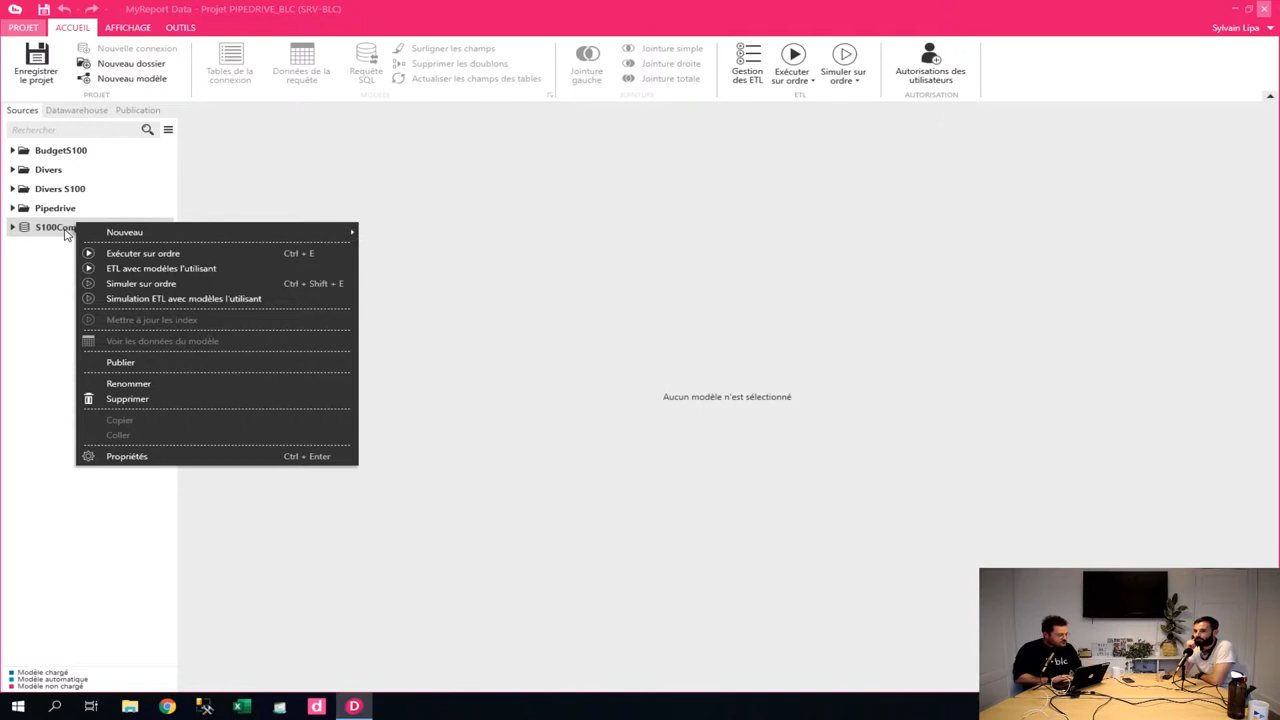 MyReport Data - Projet PIPEDRIVE_BLC (SRV-BLC)
PROJET ACCUEIL AFFICHAGE OUTILS
Sylvain Lipa
Enregistrer le projet
Nouvelle connexion
Nouveau dossier
Nouveau modèle
PROJET
Tables de la connexion
Données de la requête
Requête SQL
Surligner les champs
Supprimer les doublons
Actualiser les champs des tables
MODÈLE
Jointure gauche
Jointure simple
Jointure droite
Jointure totale
JOINTURE
Gestion des ETL
Exécuter sur ordre
Simuler sur ordre
ETL
Autorisations des utilisateurs
AUTORISATION
Sources Datawarehouse Publication
Rechercher
BudgetS100
Divers
Divers S100
Pipedrive
Nouveau
Exécuter sur ordre Ctrl + E
ETL avec modèles l'utilisant
Simuler sur ordre Ctrl + Shift + E
Simulation ETL avec modèles l'utilisant
Mettre à jour les index
Voir les données du modèle
Publier
Renommer
Supprimer
Copier
Coller
Propriétés Ctrl + Enter
Aucun modèle n'est sélectionné
Modèle chargé
Modèle automatique
Modèle non chargé
.blc